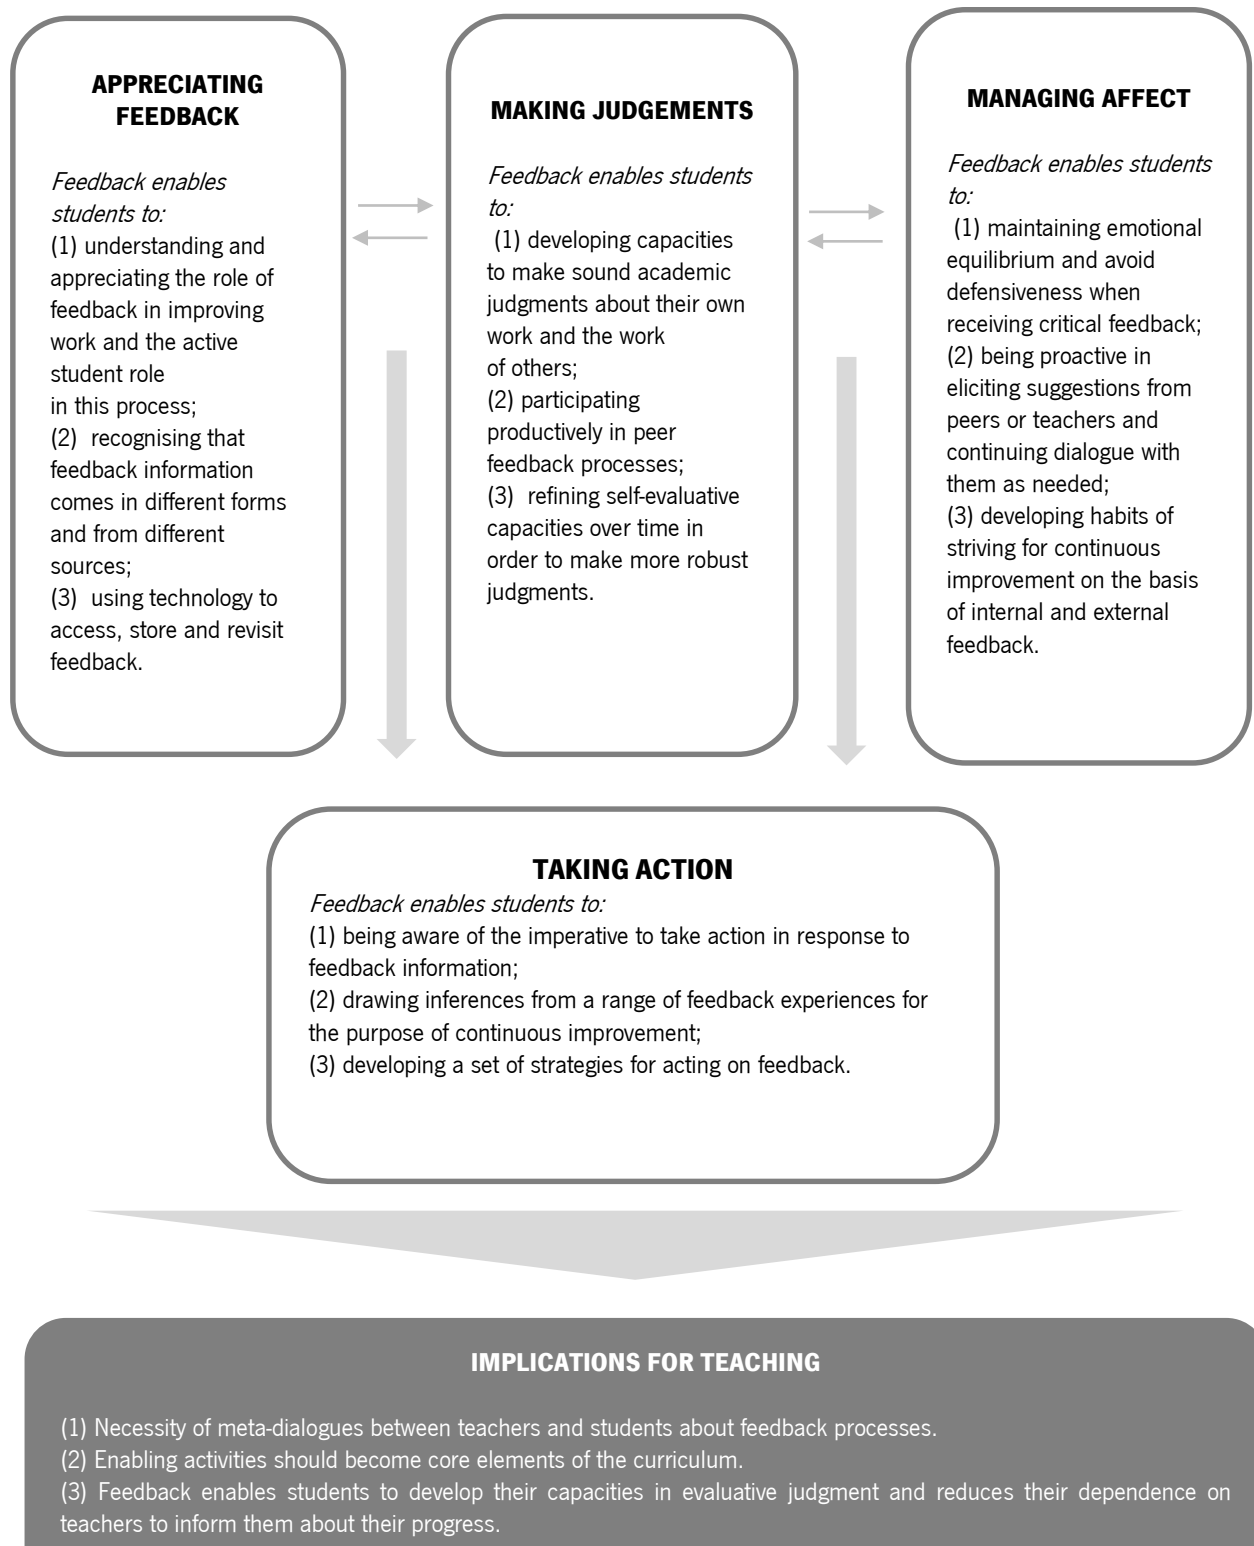 APPRECIATING
FEEDBACK
Feedback enables
students to:
(1) understanding and
appreciating the role of
feedback in improving
work and the active
student role
in this process;
(2) recognising that
feedback information
comes in different forms
and from different
sources;
(3) using technology to
access, store and revisit
feedback.
MAKING JUDGEMENTS
Feedback enables students
to:
(1) developing capacities
to make sound academic
judgments about their own
work and the work
of others;
(2) participating
productively in peer
feedback processes;
(3) refining self-evaluative
capacities over time in
order to make more robust
judgments.
MANAGING AFFECT
Feedback enables students
to:
(1) maintaining emotional
equilibrium and avoid
defensiveness when
receiving critical feedback;
(2) being proactive in
eliciting suggestions from
peers or teachers and
continuing dialogue with
them as needed;
(3) developing habits of
striving for continuous
improvement on the basis
of internal and external
feedback.
TAKING ACTION
Feedback enables students to:
(1) being aware of the imperative to take action in response to
feedback information;
(2) drawing inferences from a range of feedback experiences for
the purpose of continuous improvement;
(3) developing a set of strategies for acting on feedback.
IMPLICATIONS FOR TEACHING
(1) Necessity of meta-dialogues between teachers and students about feedback processes.
(2) Enabling activities should become core elements of the curriculum.
(3) Feedback enables students to develop their capacities in evaluative judgment and reduces their dependence on
teachers to inform them about their progress.